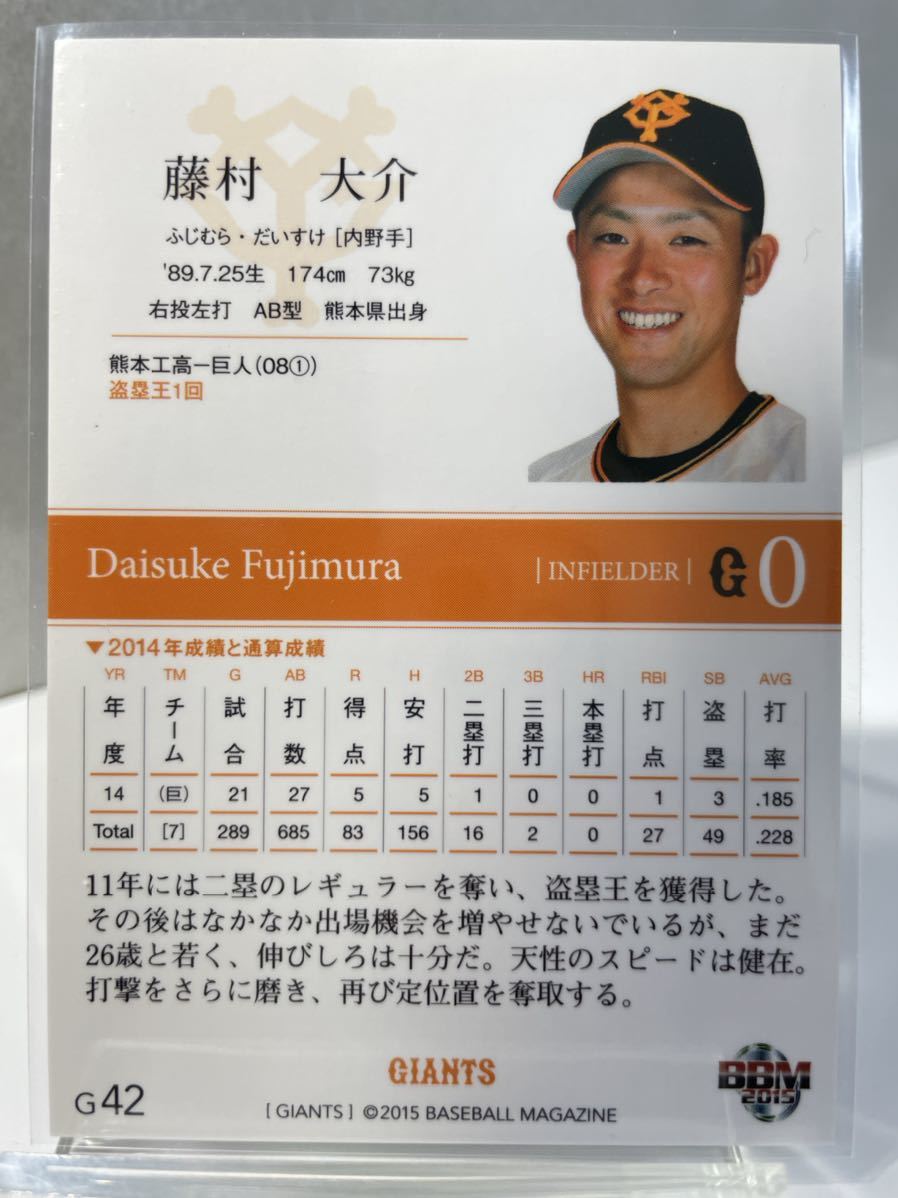 藤村 大介
ふじむら・だいすけ [内野手]
'89.7.25生 174cm 73kg
右投左打 AB型 熊本県出身
熊本工高ー巨人(08①)
盗塁王1回
Daisuke Fujimura | INFIELDER | G 0
▼2014年成績と通算成績
YR TM G AB R H 2B 3B HR RBI SB AVG
年度 チーム 試合 打数 得点 安打 二塁打 三塁打 本塁打 打点 盗塁 打率
14 (巨) 21 27 5 5 1 0 0 1 3 .185
Total [7] 289 685 83 156 16 2 0 27 49 .228
11年には二塁のレギュラーを奪い、盗塁王を獲得した。
その後はなかなか出場機会を増やせないでいるが、まだ
26歳と若く、伸びしろは十分だ。天性のスピードは健在。
打撃をさらに磨き、再び定位置を奪取する。
GIANTS
BBM
2015
G42
[ GIANTS ] ©2015 BASEBALL MAGAZINE